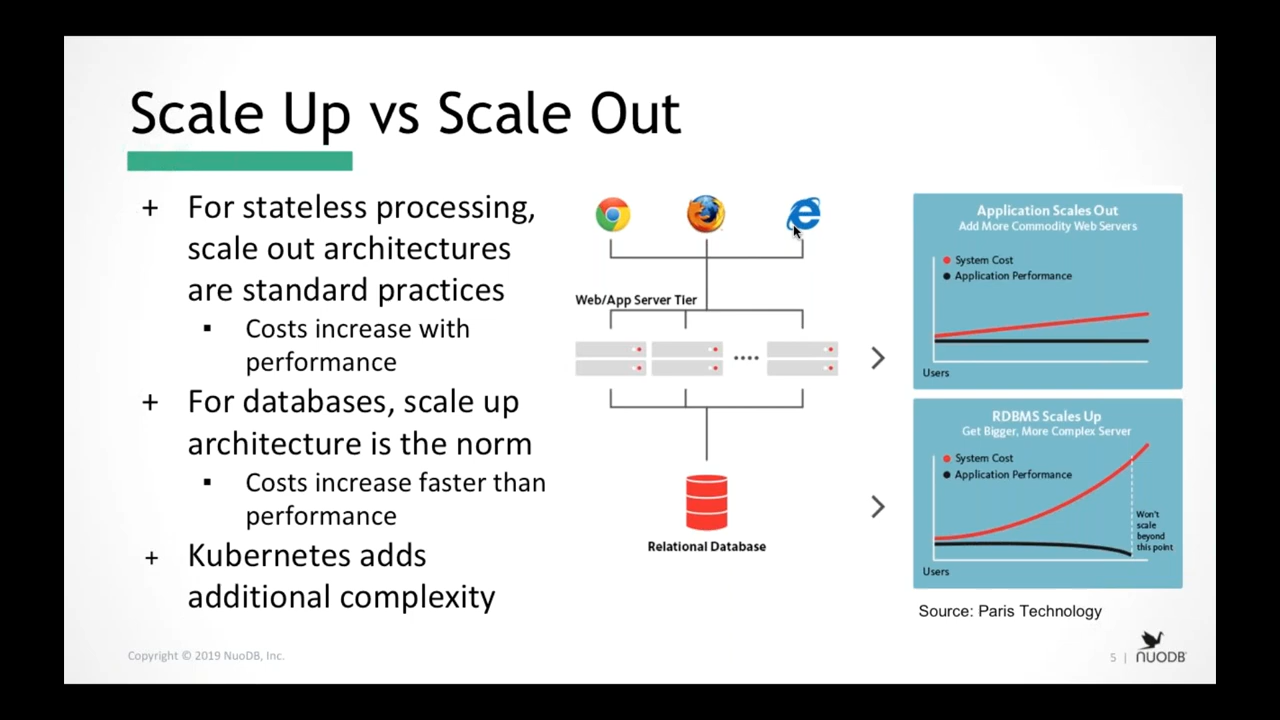 Scale Up vs Scale Out
+ For stateless processing,
scale out architectures
are standard practices
▪ Costs increase with
performance
+ For databases, scale up
architecture is the norm
▪ Costs increase faster than
performance
+ Kubernetes adds
additional complexity
Web/App Server Tier
....
Relational Database
Application Scales Out
Add More Commodity Web Servers
System Cost
Application Performance
Users
RDBMS Scales Up
Get Bigger, More Complex Server
System Cost
Application Performance
Won't
scale
beyond
this point
Users
Source: Paris Technology
Copyright © 2019 NuoDB, Inc.
5 | NUODB